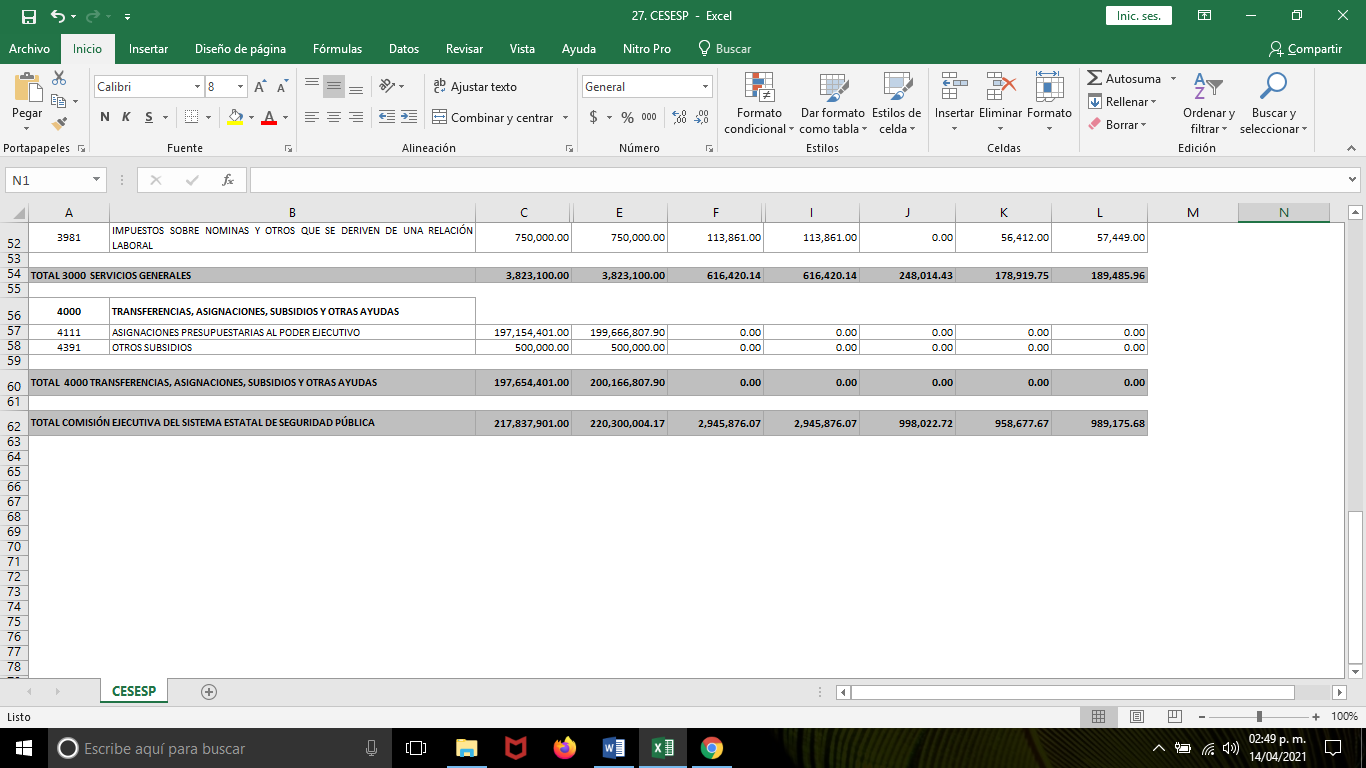 27. CESESP - Excel
Inic. ses.
Archivo Inicio Insertar Diseño de página Fórmulas Datos Revisar Vista Ayuda Nitro Pro Buscar Compartir
Pegar
Calibri 8
N K S
Ajustar texto
Combinar y centrar
General
$ % 000
Formato condicional
Dar formato como tabla
Estilos de celda
Insertar Eliminar Formato
Autosuma
Rellenar
Borrar
Ordenar y filtrar
Buscar y seleccionar
Portapapeles Fuente Alineación Número Estilos Celdas Edición
N1 fx
A B C E F I J K L M N
52 3981 IMPUESTOS SOBRE NOMINAS Y OTROS QUE SE DERIVEN DE UNA RELACIÓN
LABORAL 750,000.00 750,000.00 113,861.00 113,861.00 0.00 56,412.00 57,449.00
53
54 TOTAL 3000 SERVICIOS GENERALES 3,823,100.00 3,823,100.00 616,420.14 616,420.14 248,014.43 178,919.75 189,485.96
55
56 4000 TRANSFERENCIAS, ASIGNACIONES, SUBSIDIOS Y OTRAS AYUDAS
57 4111 ASIGNACIONES PRESUPUESTARIAS AL PODER EJECUTIVO 197,154,401.00 199,666,807.90 0.00 0.00 0.00 0.00 0.00
58 4391 OTROS SUBSIDIOS 500,000.00 500,000.00 0.00 0.00 0.00 0.00 0.00
59
60 TOTAL 4000 TRANSFERENCIAS, ASIGNACIONES, SUBSIDIOS Y OTRAS AYUDAS 197,654,401.00 200,166,807.90 0.00 0.00 0.00 0.00 0.00
61
62 TOTAL COMISIÓN EJECUTIVA DEL SISTEMA ESTATAL DE SEGURIDAD PÚBLICA 217,837,901.00 220,300,004.17 2,945,876.07 2,945,876.07 998,022.72 958,677.67 989,175.68
63
64
65
66
67
68
69
70
71
72
73
74
75
76
77
78
CESESP
Listo 100%
Escribe aquí para buscar
02:49 p. m.
14/04/2021